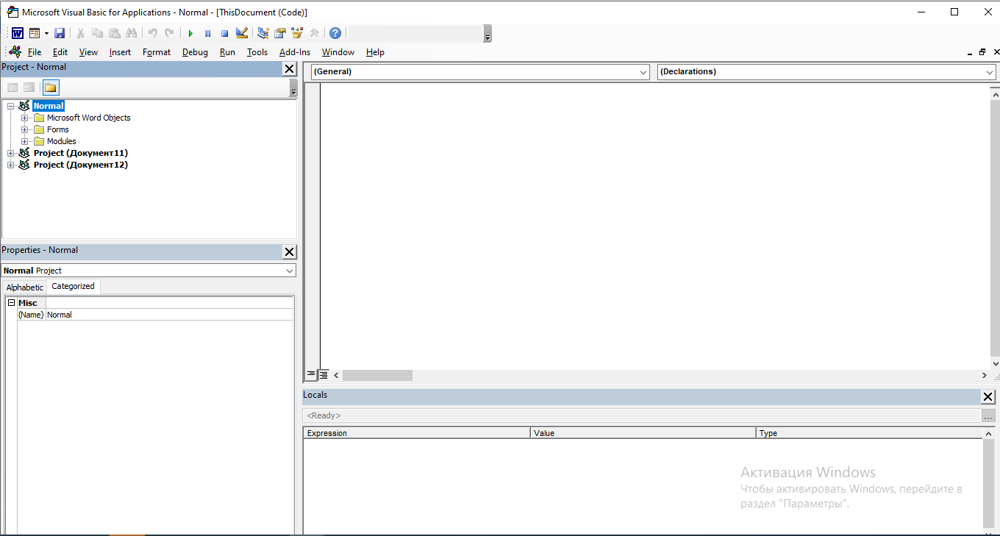 Microsoft Visual Basic for Applications - Normal - [ThisDocument (Code)]
File Edit View Insert Format Debug Run Tools Add-Ins Window Help
Project - Normal
Normal
Microsoft Word Objects
Forms
Modules
Project (Документ11)
Project (Документ12)
Properties - Normal
Normal Project
Alphabetic Categorized
Misc
(Name) Normal
(General) (Declarations)
Locals
<Ready>
Expression Value Type
Активация Windows
Чтобы активировать Windows, перейдите в
раздел "Параметры".